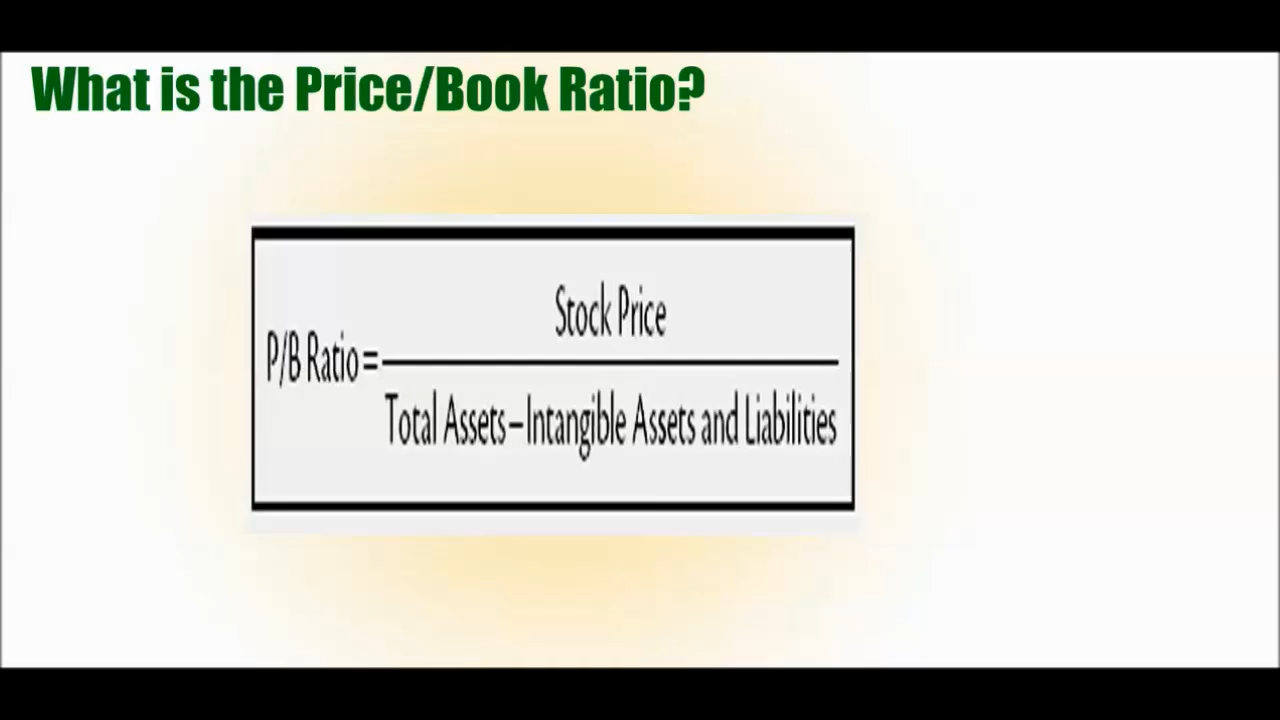 What is the Price/Book Ratio?
Stock Price
P/B Ratio=
Total Assets–Intangible Assets and Liabilities